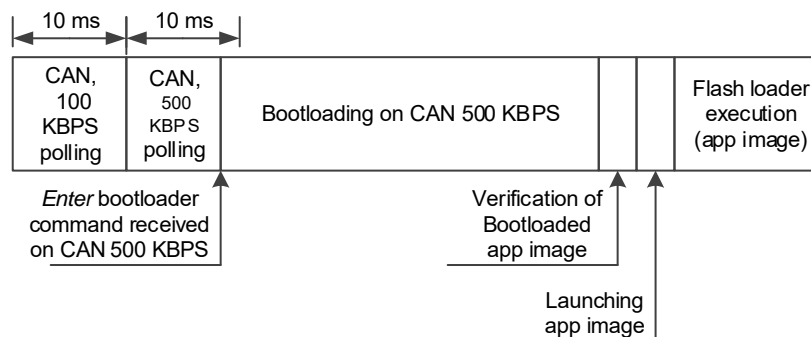 10 ms
10 ms
CAN,
100
KBPS
polling
CAN,
500
KBPS
polling
Bootloading on CAN 500 KBPS
Flash loader
execution
(app image)
Enter bootloader
command received
on CAN 500 KBPS
Verification of
Bootloaded
app image
Launching
app image